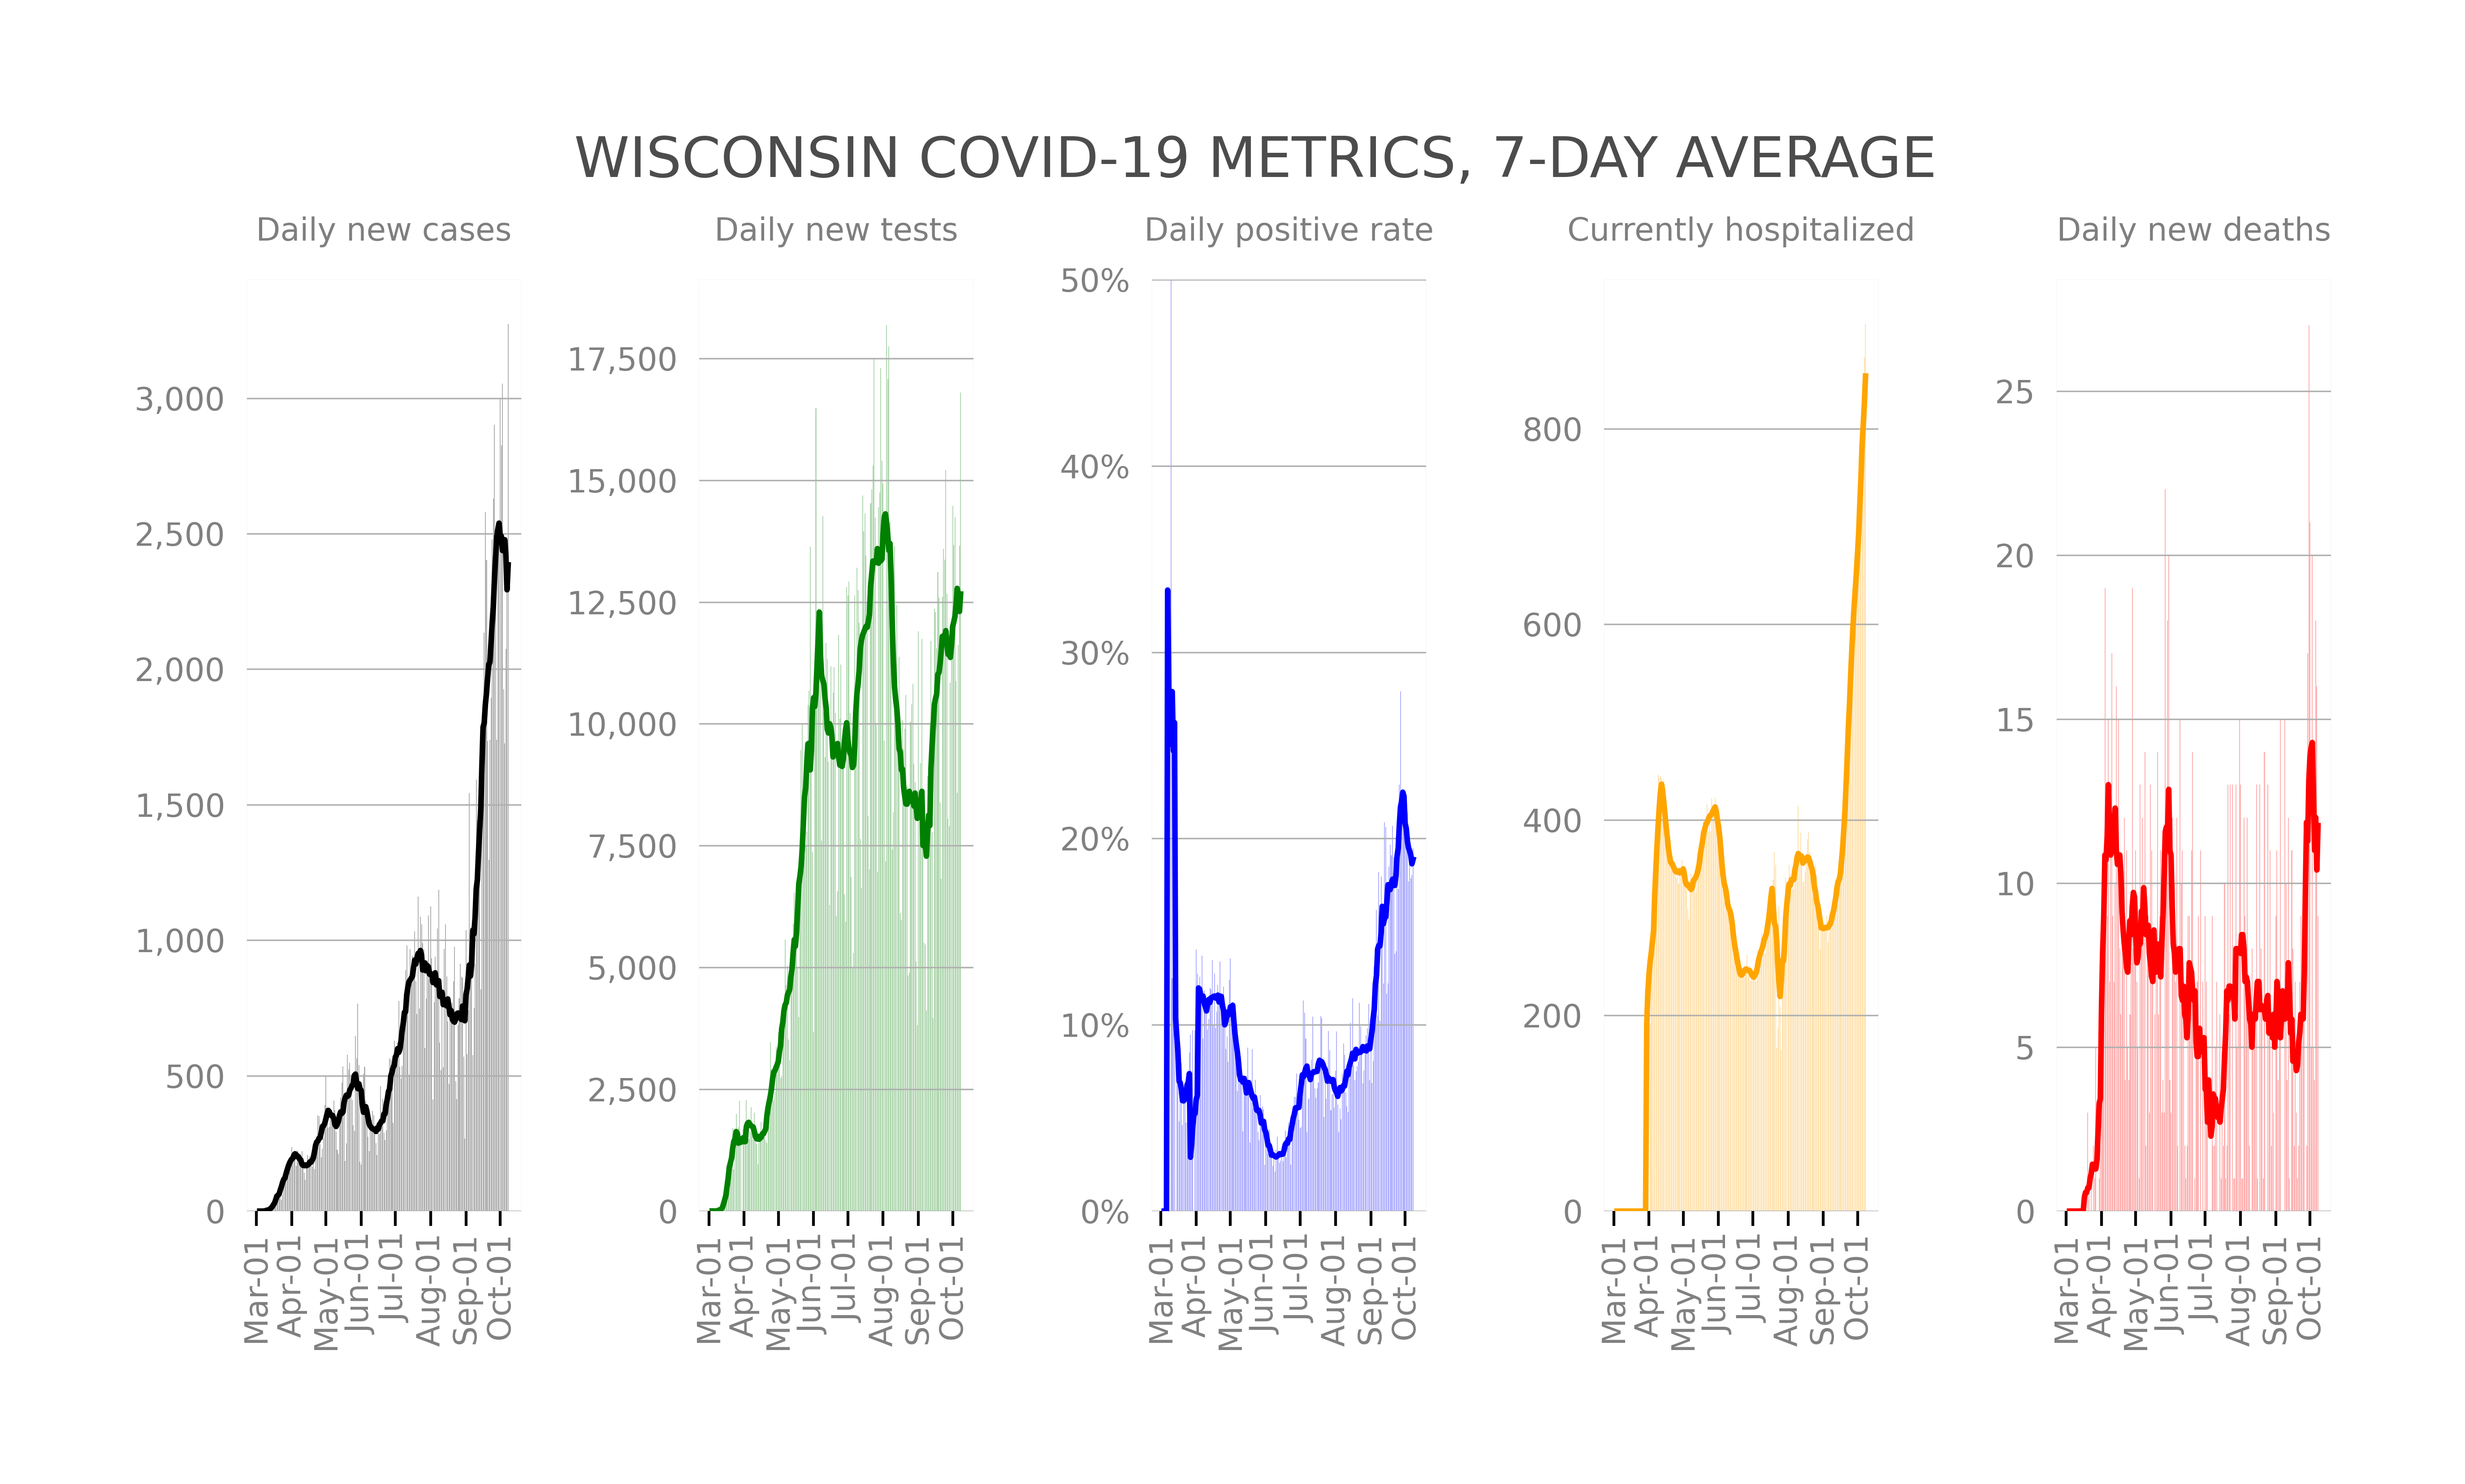 WISCONSIN COVID-19 METRICS, 7-DAY AVERAGE
Daily new cases
3,000
2,500
2,000
1,500
1,000
500
0
Mar-01
Apr-01
May-01
Jun-01
Jul-01
Aug-01
Sep-01
Oct-01
Daily new tests
17,500
15,000
12,500
10,000
7,500
5,000
2,500
0
Mar-01
Apr-01
May-01
Jun-01
Jul-01
Aug-01
Sep-01
Oct-01
Daily positive rate
50%
40%
30%
20%
10%
0%
Mar-01
Apr-01
May-01
Jun-01
Jul-01
Aug-01
Sep-01
Oct-01
Currently hospitalized
800
600
400
200
0
Mar-01
Apr-01
May-01
Jun-01
Jul-01
Aug-01
Sep-01
Oct-01
Daily new deaths
25
20
15
10
5
0
Mar-01
Apr-01
May-01
Jun-01
Jul-01
Aug-01
Sep-01
Oct-01